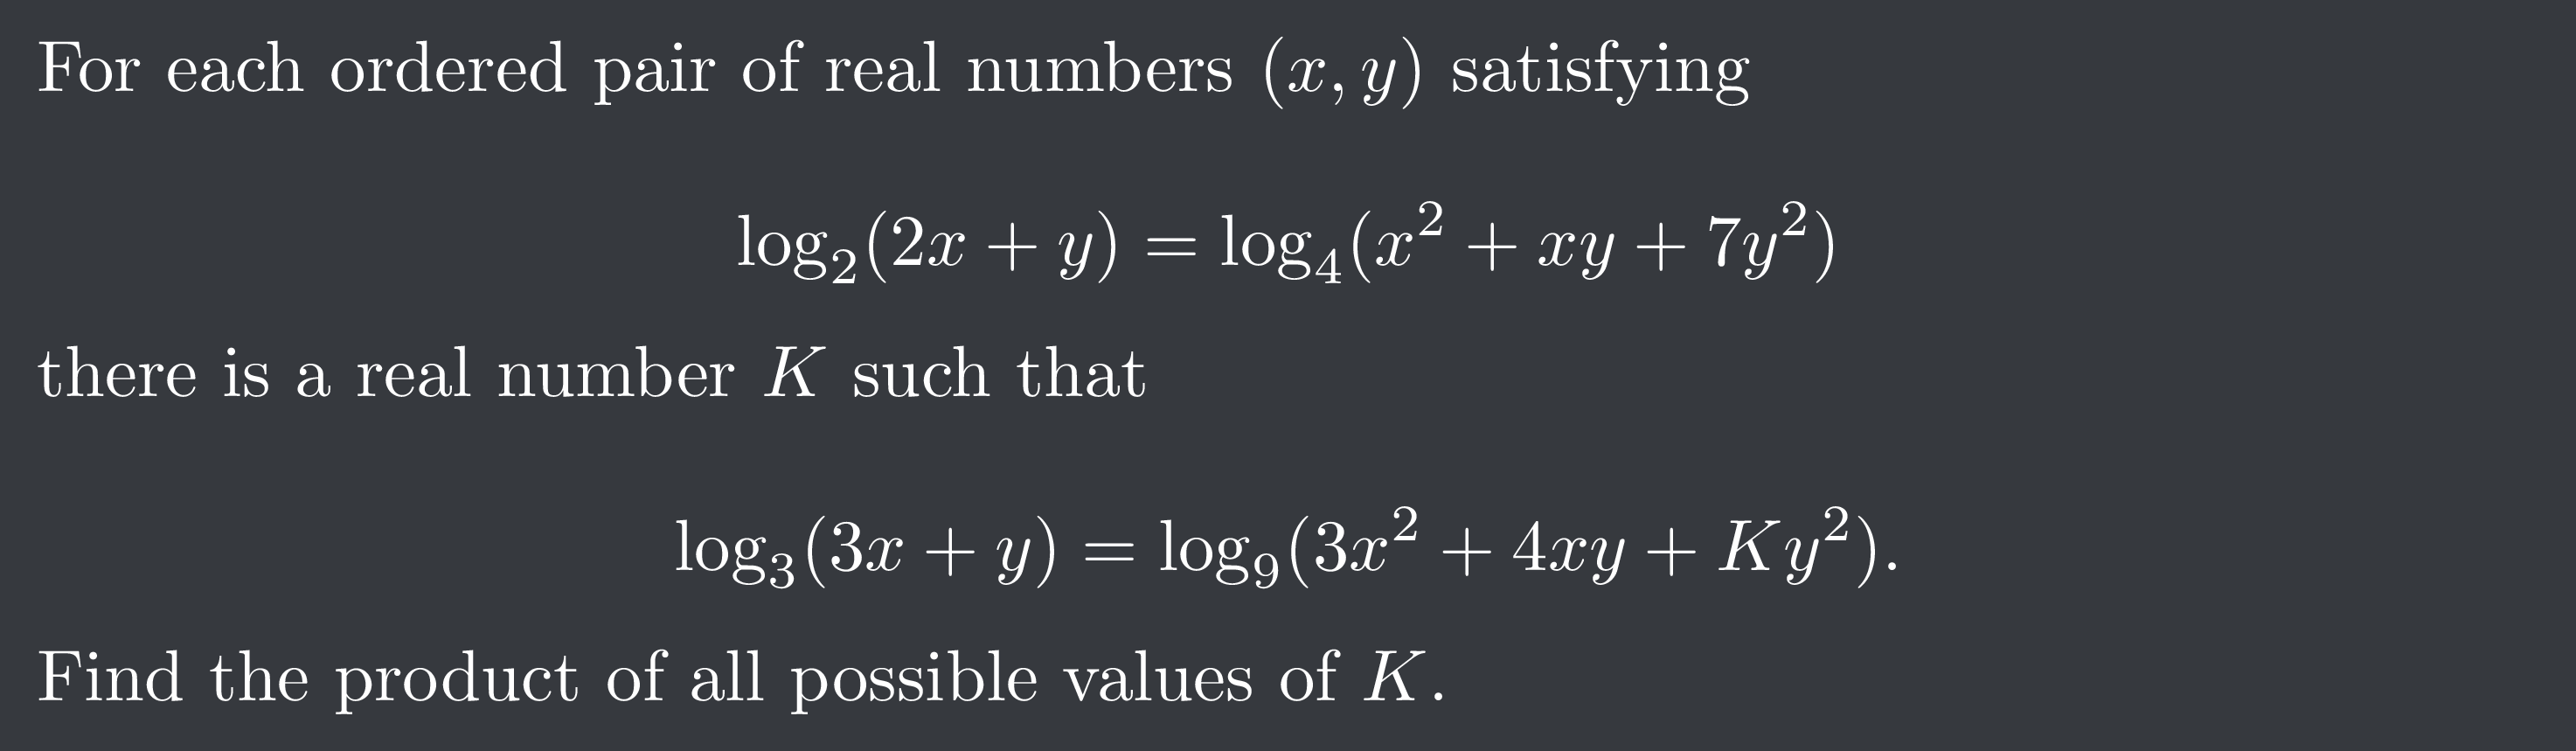 For each ordered pair of real numbers (x, y) satisfying
log₂(2x + y) = log₄(x² + xy + 7y²)
there is a real number K such that
log₃(3x + y) = log₉(3x² + 4xy + Ky²).
Find the product of all possible values of K.